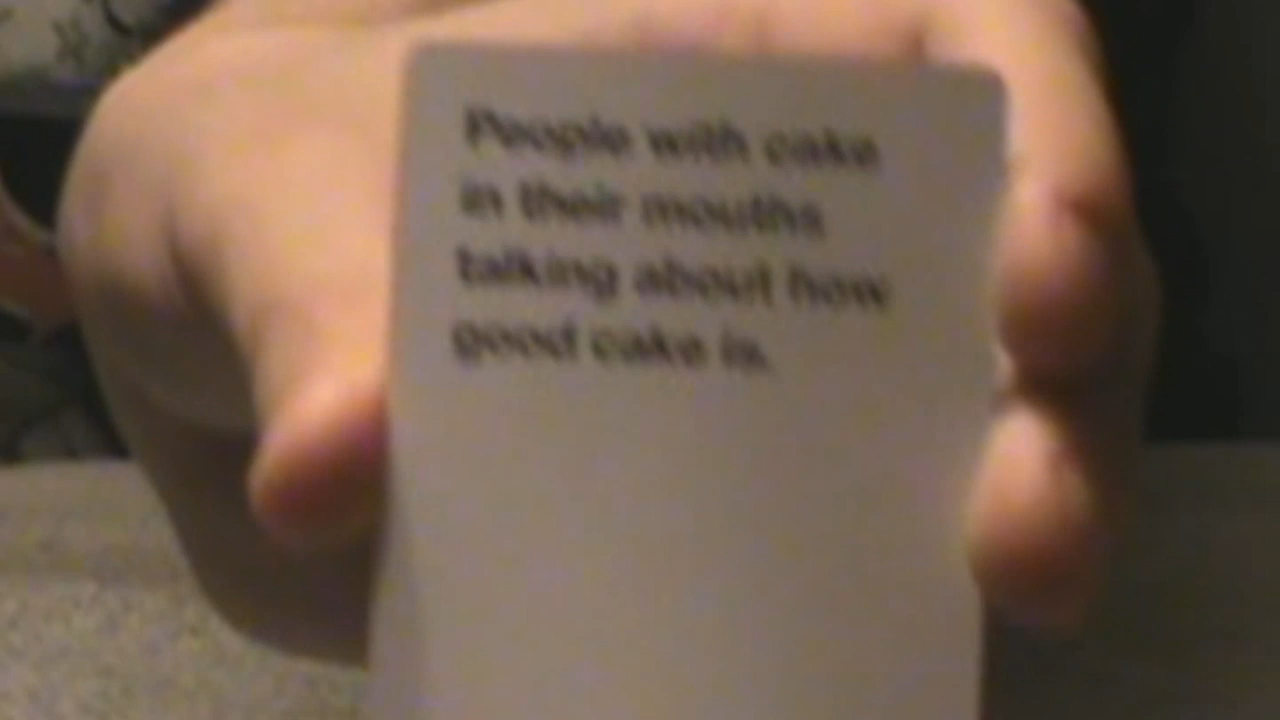 People with cake
in their mouths
talking about how
good cake is.